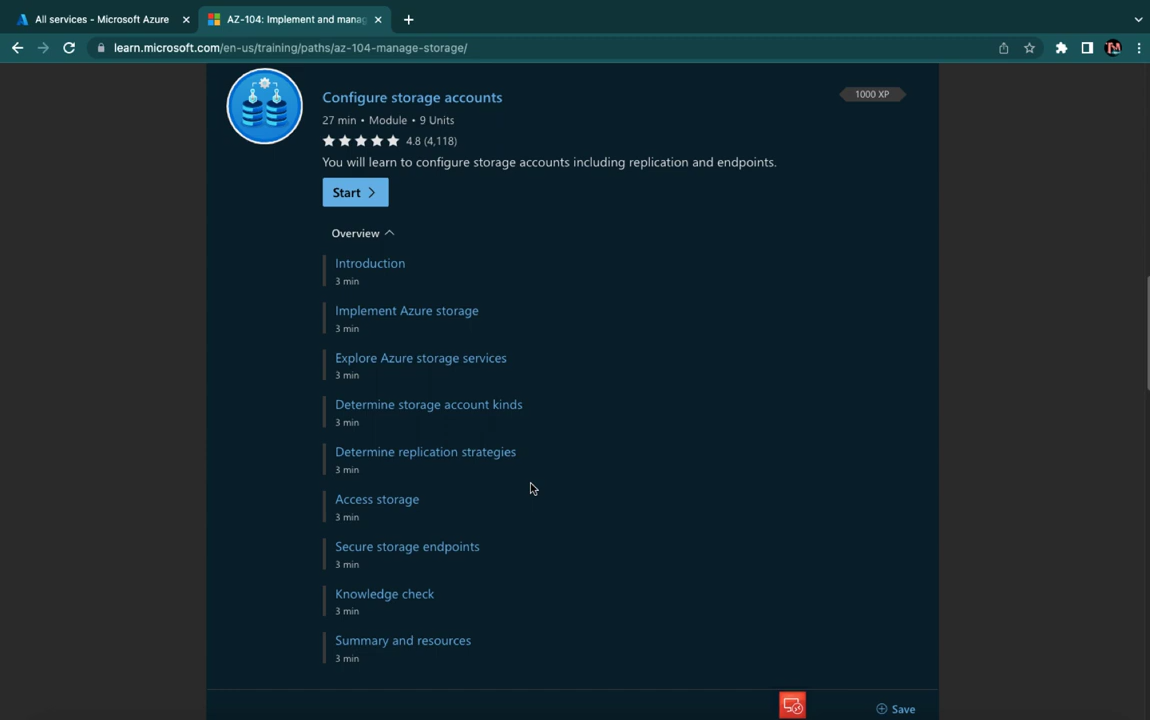 All services - Microsoft Azure
AZ-104: Implement and manag
learn.microsoft.com/en-us/training/paths/az-104-manage-storage/
Configure storage accounts
1000 XP
27 min • Module • 9 Units
4.8 (4,118)
You will learn to configure storage accounts including replication and endpoints.
Start
Overview
Introduction
3 min
Implement Azure storage
3 min
Explore Azure storage services
3 min
Determine storage account kinds
3 min
Determine replication strategies
3 min
Access storage
3 min
Secure storage endpoints
3 min
Knowledge check
3 min
Summary and resources
3 min
Save